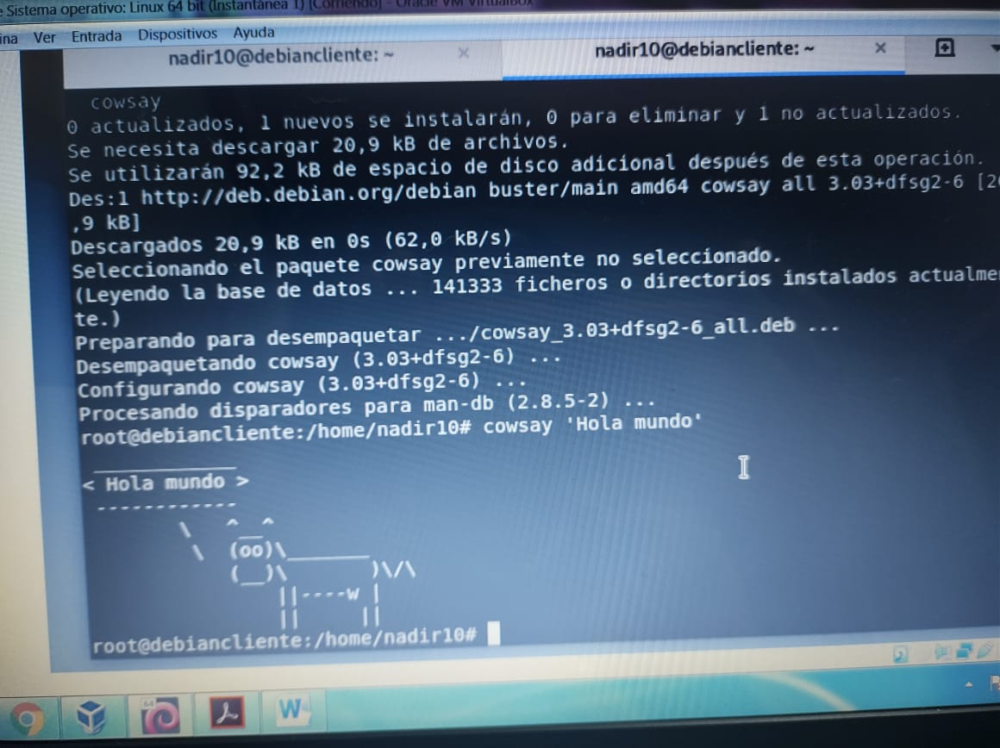 Sistema operativo: Linux 64 bit (Instantánea 1) [Corriendo] - Oracle VM VirtualBox
ina Ver Entrada Dispositivos Ayuda
nadir10@debiancliente: ~ × nadir10@debiancliente: ~ ×
cowsay
0 actualizados, 1 nuevos se instalarán, 0 para eliminar y 1 no actualizados.
Se necesita descargar 20,9 kB de archivos.
Se utilizarán 92,2 kB de espacio de disco adicional después de esta operación.
Des:1 http://deb.debian.org/debian buster/main amd64 cowsay all 3.03+dfsg2-6 [20
,9 kB]
Descargados 20,9 kB en 0s (62,0 kB/s)
Seleccionando el paquete cowsay previamente no seleccionado.
(Leyendo la base de datos ... 141333 ficheros o directorios instalados actualmen
te.)
Preparando para desempaquetar .../cowsay_3.03+dfsg2-6_all.deb ...
Desempaquetando cowsay (3.03+dfsg2-6) ...
Configurando cowsay (3.03+dfsg2-6) ...
Procesando disparadores para man-db (2.8.5-2) ...
root@debiancliente:/home/nadir10# cowsay 'Hola mundo'
 ____________
< Hola mundo >
 ------------
        \   ^__^
         \  (oo)\_______
            (__)\       )\/\
                ||----w |
                ||     ||
root@debiancliente:/home/nadir10#
64
W